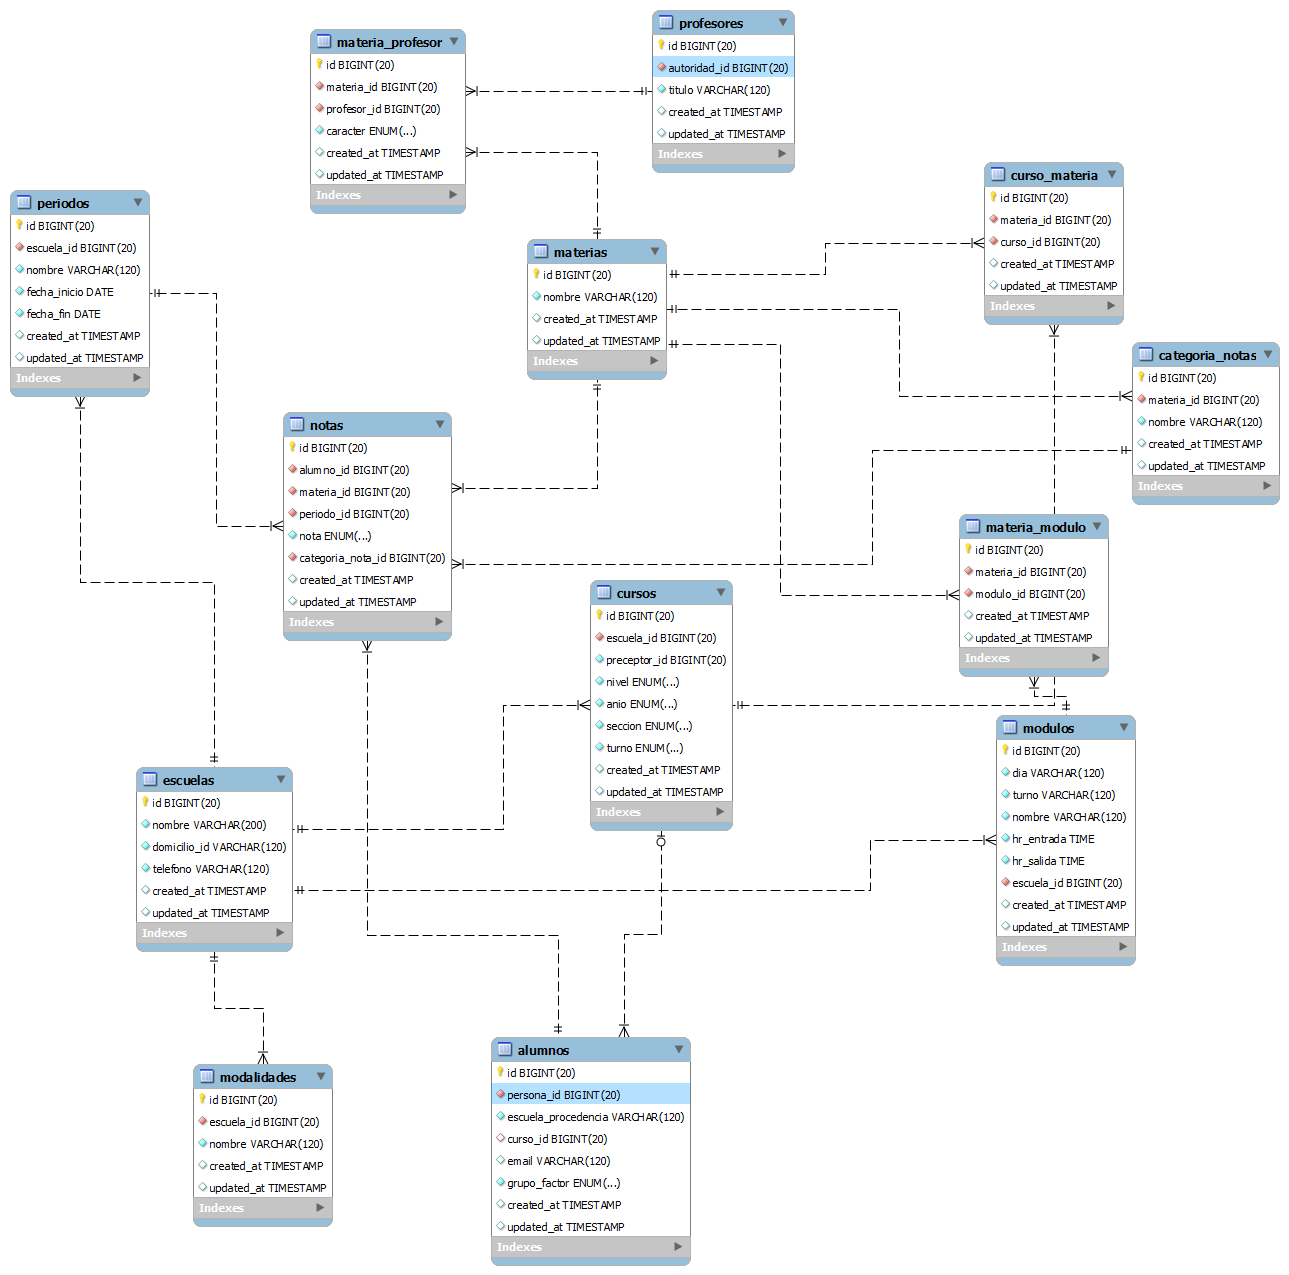 profesores
id BIGINT(20)
autoridad_id BIGINT(20)
titulo VARCHAR(120)
created_at TIMESTAMP
updated_at TIMESTAMP
Indexes
materia_profesor
id BIGINT(20)
materia_id BIGINT(20)
profesor_id BIGINT(20)
caracter ENUM(...)
created_at TIMESTAMP
updated_at TIMESTAMP
Indexes
curso_materia
id BIGINT(20)
materia_id BIGINT(20)
curso_id BIGINT(20)
created_at TIMESTAMP
updated_at TIMESTAMP
Indexes
periodos
id BIGINT(20)
escuela_id BIGINT(20)
nombre VARCHAR(120)
fecha_inicio DATE
fecha_fin DATE
created_at TIMESTAMP
updated_at TIMESTAMP
Indexes
materias
id BIGINT(20)
nombre VARCHAR(120)
created_at TIMESTAMP
updated_at TIMESTAMP
Indexes
categoria_notas
id BIGINT(20)
materia_id BIGINT(20)
nombre VARCHAR(120)
created_at TIMESTAMP
updated_at TIMESTAMP
Indexes
notas
id BIGINT(20)
alumno_id BIGINT(20)
materia_id BIGINT(20)
periodo_id BIGINT(20)
nota ENUM(...)
categoria_nota_id BIGINT(20)
created_at TIMESTAMP
updated_at TIMESTAMP
Indexes
materia_modulo
id BIGINT(20)
materia_id BIGINT(20)
modulo_id BIGINT(20)
created_at TIMESTAMP
updated_at TIMESTAMP
Indexes
cursos
id BIGINT(20)
escuela_id BIGINT(20)
preceptor_id BIGINT(20)
nivel ENUM(...)
anio ENUM(...)
seccion ENUM(...)
turno ENUM(...)
created_at TIMESTAMP
updated_at TIMESTAMP
Indexes
modulos
id BIGINT(20)
dia VARCHAR(120)
turno VARCHAR(120)
nombre VARCHAR(120)
hr_entrada TIME
hr_salida TIME
escuela_id BIGINT(20)
created_at TIMESTAMP
updated_at TIMESTAMP
Indexes
escuelas
id BIGINT(20)
nombre VARCHAR(200)
domicilio_id VARCHAR(120)
telefono VARCHAR(120)
created_at TIMESTAMP
updated_at TIMESTAMP
Indexes
alumnos
id BIGINT(20)
persona_id BIGINT(20)
escuela_procedencia VARCHAR(120)
curso_id BIGINT(20)
email VARCHAR(120)
grupo_factor ENUM(...)
created_at TIMESTAMP
updated_at TIMESTAMP
Indexes
modalidades
id BIGINT(20)
escuela_id BIGINT(20)
nombre VARCHAR(120)
created_at TIMESTAMP
updated_at TIMESTAMP
Indexes